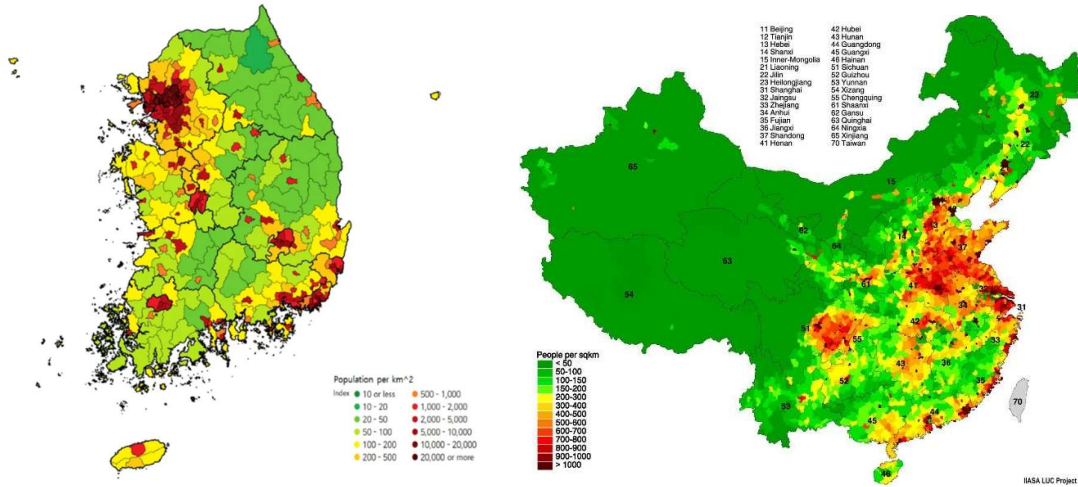 Population per km^2
Index
10 or less
10 - 20
20 - 50
50 - 100
100 - 200
200 - 500
500 - 1,000
1,000 - 2,000
2,000 - 5,000
5,000 - 10,000
10,000 - 20,000
20,000 or more
11 Beijing
12 Tianjin
13 Hebei
14 Shanxi
15 Inner-Mongolia
21 Liaoning
22 Jilin
23 Heilongjiang
31 Shanghai
32 Jaingsu
33 Zhejiang
34 Anhui
35 Fujian
36 Jiangxi
37 Shandong
41 Henan
42 Hubei
43 Hunan
44 Guangdong
45 Guangxi
46 Hainan
51 Sichuan
52 Guizhou
53 Yunnan
54 Xizang
55 Chengquing
61 Shaanxi
62 Gansu
63 Quinghai
64 Ningxia
65 Xinjiang
70 Taiwan
23
22
65
15
62
64
14
13
37
63
61
41
54
32
34
31
51
55
42
33
43
36
52
35
53
45
44
70
46
People per sqkm
< 50
50-100
100-150
150-200
200-300
300-400
400-500
500-600
600-700
700-800
800-900
900-1000
> 1000
IIASA LUC Project